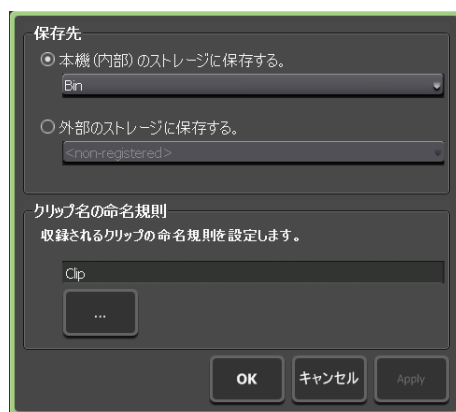 保存先
本機(内部)のストレージに保存する。
Bin
外部のストレージに保存する。
<non-registered>
クリップ名の命名規則
収録されるクリップの命名規則を設定します。
Clip
...
OK キャンセル Apply